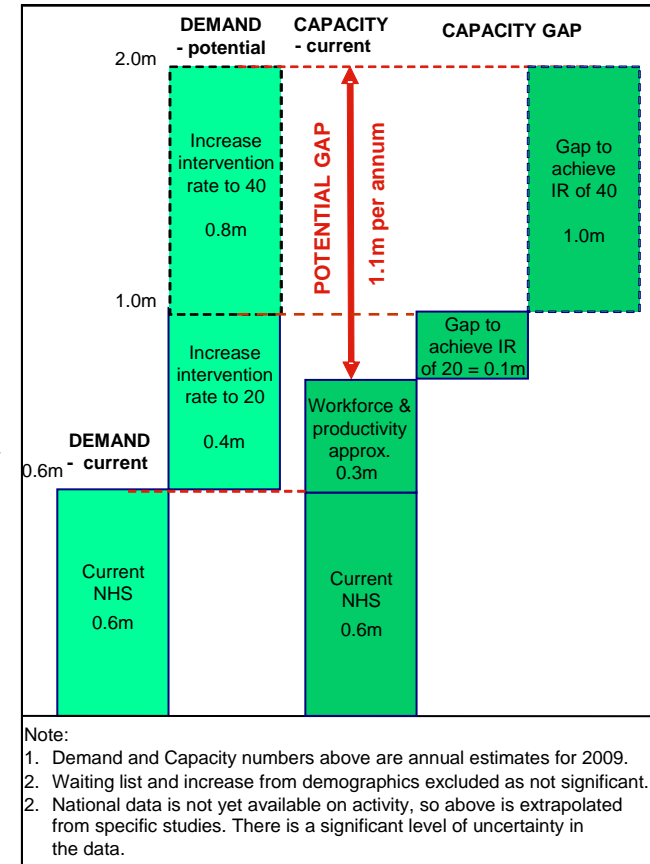 DEMAND
- potential
CAPACITY
- current
CAPACITY GAP
2.0m
Increase
intervention
rate to 40
0.8m
POTENTIAL GAP
1.1m per annum
Gap to
achieve
IR of 40
1.0m
1.0m
Increase
intervention
rate to 20
0.4m
Gap to
achieve IR
of 20 = 0.1m
Workforce &
productivity
approx.
0.3m
DEMAND
- current
0.6m
Current
NHS
0.6m
Current
NHS
0.6m
Note:
1. Demand and Capacity numbers above are annual estimates for 2009.
2. Waiting list and increase from demographics excluded as not significant.
2. National data is not yet available on activity, so above is extrapolated
from specific studies. There is a significant level of uncertainty in
the data.